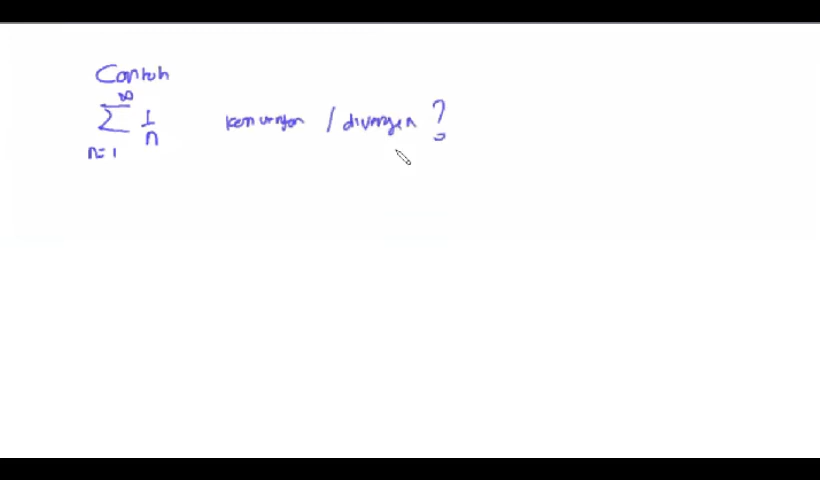 Contoh
∞
∑ 1/n konvergen / divergen ?
n=1